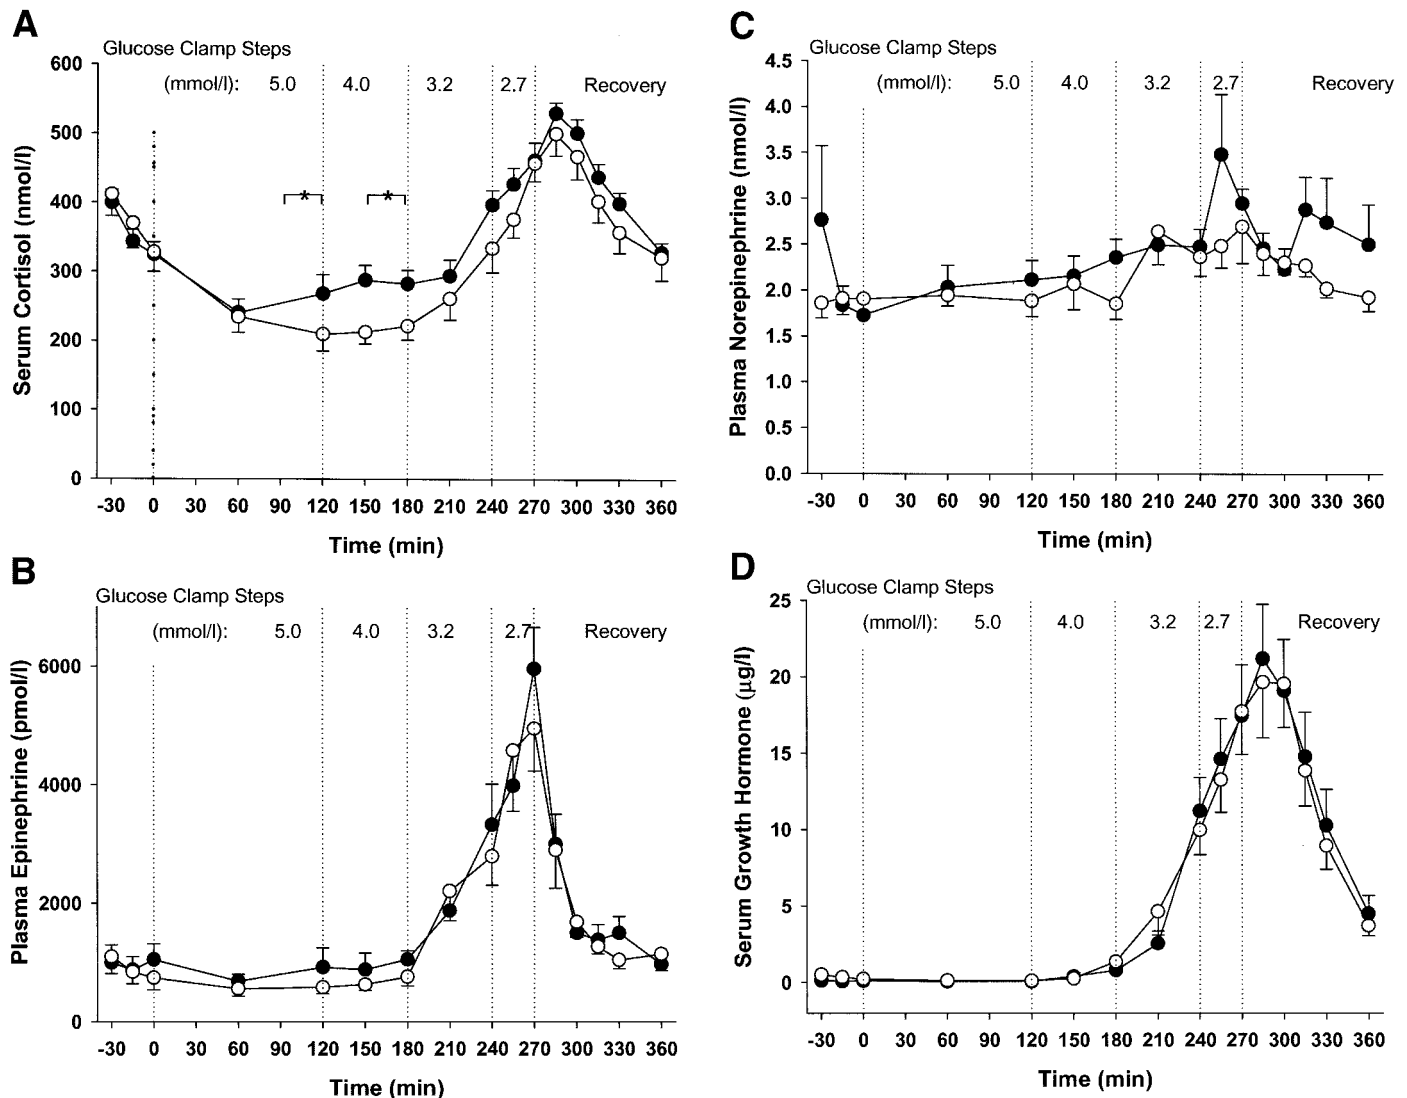 A
Glucose Clamp Steps
(mmol/l): 5.0 4.0 3.2 2.7 Recovery
600
500
400
300
200
100
0
* *
Serum Cortisol (nmol/l)
-30 0 30 60 90 120 150 180 210 240 270 300 330 360
Time (min)
B
Glucose Clamp Steps
(mmol/l): 5.0 4.0 3.2 2.7 Recovery
6000
4000
2000
0
Plasma Epinephrine (pmol/l)
-30 0 30 60 90 120 150 180 210 240 270 300 330 360
Time (min)
C
Glucose Clamp Steps
(mmol/l): 5.0 4.0 3.2 2.7 Recovery
4.5
4.0
3.5
3.0
2.5
2.0
1.5
1.0
0.5
0.0
Plasma Norepinephrine (nmol/l)
-30 0 30 60 90 120 150 180 210 240 270 300 330 360
Time (min)
D
Glucose Clamp Steps
(mmol/l): 5.0 4.0 3.2 2.7 Recovery
25
20
15
10
5
0
Serum Growth Hormone (µg/l)
-30 0 30 60 90 120 150 180 210 240 270 300 330 360
Time (min)